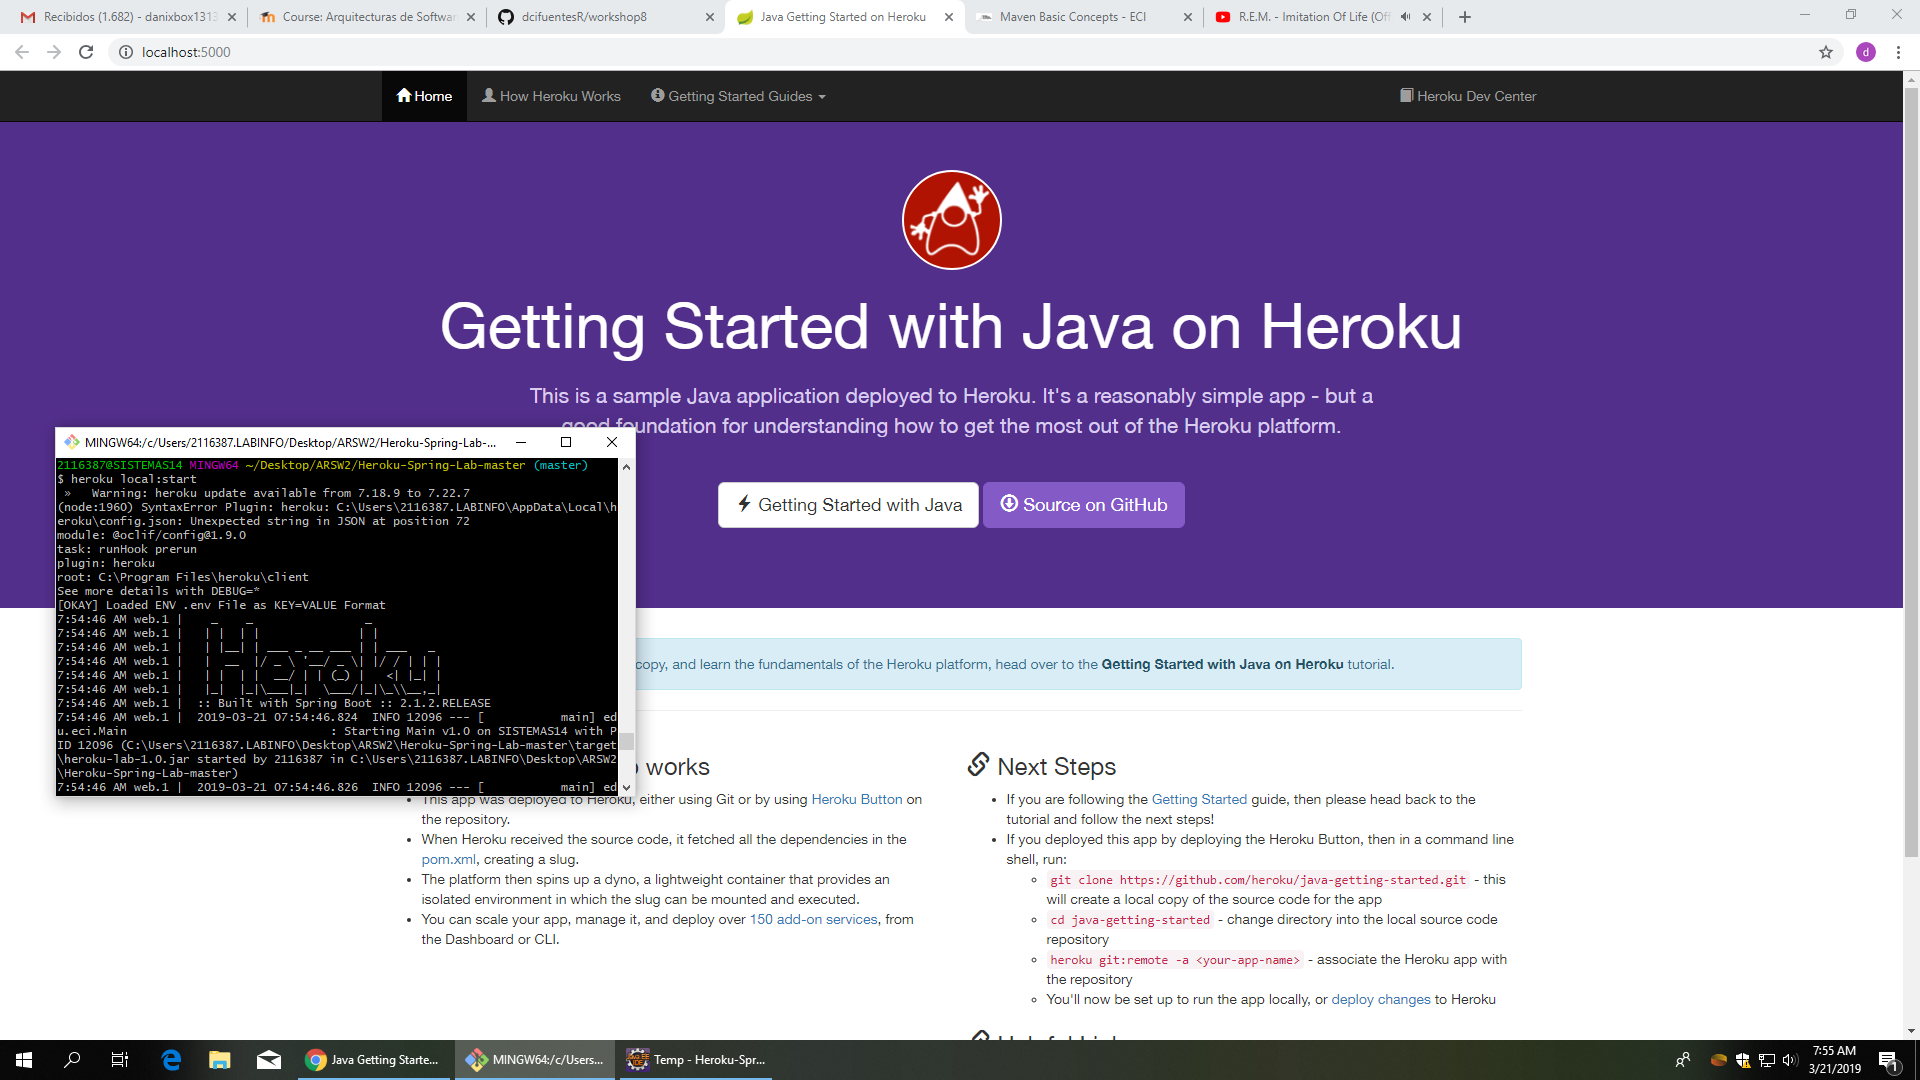 Recibidos (1.682) - danixbox1313
Course: Arquitecturas de Softwar
dcifuentesR/workshop8
Java Getting Started on Heroku
Maven Basic Concepts - ECI
R.E.M. - Imitation Of Life (Off
localhost:5000
d
Home
How Heroku Works
Getting Started Guides
Heroku Dev Center
Getting Started with Java on Heroku
This is a sample Java application deployed to Heroku. It's a reasonably simple app - but a
good foundation for understanding how to get the most out of the Heroku platform.
Getting Started with Java
Source on GitHub
MINGW64:/c/Users/2116387.LABINFO/Desktop/ARSW2/Heroku-Spring-Lab-...
2116387@SISTEMAS14 MINGW64 ~/Desktop/ARSW2/Heroku-Spring-Lab-master (master)
$ heroku local:start
»   Warning: heroku update available from 7.18.9 to 7.22.7
(node:1960) SyntaxError Plugin: heroku: C:\Users\2116387.LABINFO\AppData\Local\h
eroku\config.json: Unexpected string in JSON at position 72
module: @oclif/config@1.9.0
task: runHook prerun
plugin: heroku
root: C:\Program Files\heroku\client
See more details with DEBUG=*
[OKAY] Loaded ENV .env File as KEY=VALUE Format
7:54:46 AM web.1 |
7:54:46 AM web.1 |
7:54:46 AM web.1 |
7:54:46 AM web.1 | Heroku
7:54:46 AM web.1 |
7:54:46 AM web.1 |
7:54:46 AM web.1 |  :: Built with Spring Boot :: 2.1.2.RELEASE
7:54:46 AM web.1 |  2019-03-21 07:54:46.824  INFO 12096 --- [           main] ed
u.eci.Main                             : Starting Main v1.0 on SISTEMAS14 with P
ID 12096 (C:\Users\2116387.LABINFO\Desktop\ARSW2\Heroku-Spring-Lab-master\target
\heroku-lab-1.0.jar started by 2116387 in C:\Users\2116387.LABINFO\Desktop\ARSW2
\Heroku-Spring-Lab-master)
7:54:46 AM web.1 |  2019-03-21 07:54:46.826  INFO 12096 --- [           main] ed
copy, and learn the fundamentals of the Heroku platform, head over to the Getting Started with Java on Heroku tutorial.
works
This app was deployed to Heroku, either using Git or by using Heroku Button on
the repository.
When Heroku received the source code, it fetched all the dependencies in the
pom.xml, creating a slug.
The platform then spins up a dyno, a lightweight container that provides an
isolated environment in which the slug can be mounted and executed.
You can scale your app, manage it, and deploy over 150 add-on services, from
the Dashboard or CLI.
Next Steps
If you are following the Getting Started guide, then please head back to the
tutorial and follow the next steps!
If you deployed this app by deploying the Heroku Button, then in a command line
shell, run:
git clone https://github.com/heroku/java-getting-started.git - this
will create a local copy of the source code for the app
cd java-getting-started - change directory into the local source code
repository
heroku git:remote -a <your-app-name> - associate the Heroku app with
the repository
You'll now be set up to run the app locally, or deploy changes to Heroku
Java Getting Starte...
MINGW64:/c/Users...
Temp - Heroku-Spr...
7:55 AM
3/21/2019
1